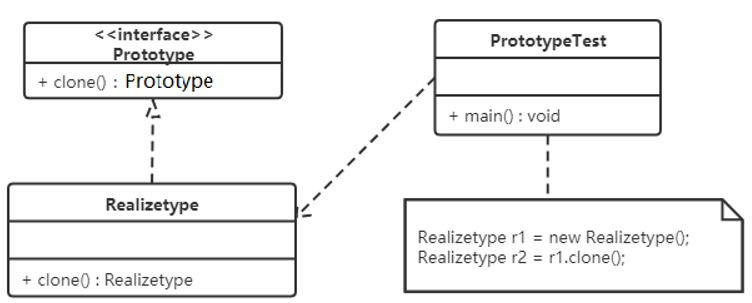 <<interface>>
Prototype
+ clone() : Prototype
PrototypeTest
+ main() : void
Realizetype
+ clone() : Realizetype
Realizetype r1 = new Realizetype();
Realizetype r2 = r1.clone();